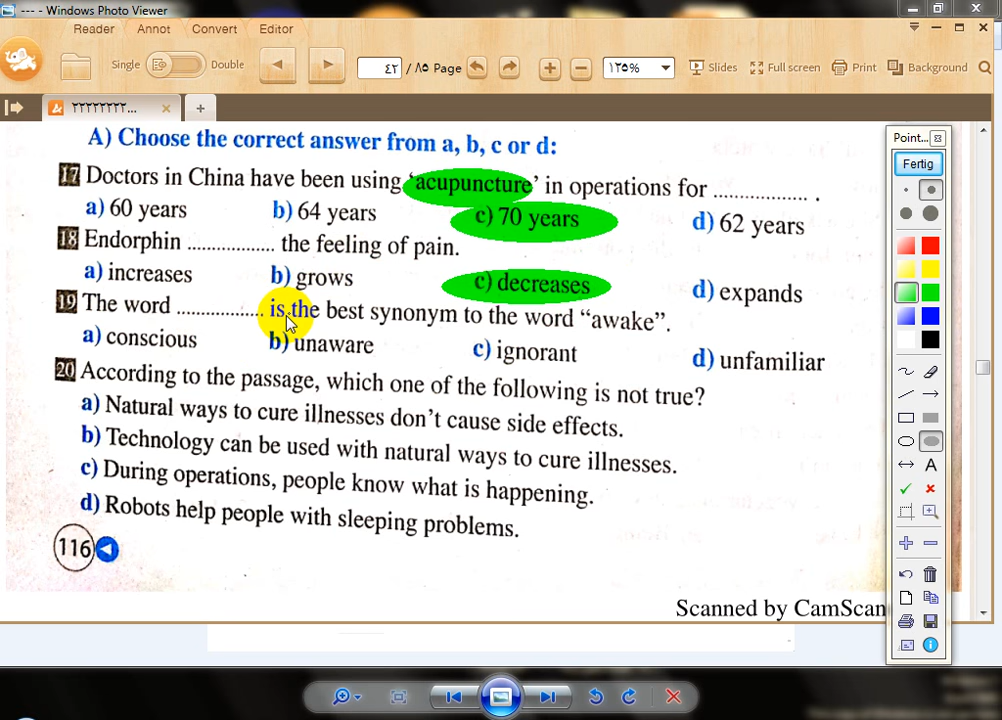 ---- - Windows Photo Viewer
Reader Annot Convert Editor
Single Double ٤٢ / ٨٥ Page ١٢٥% Slides Full screen Print Background
٢٢٢٢٢٢٢٢...
A) Choose the correct answer from a, b, c or d:
17 Doctors in China have been using ‘acupuncture’ in operations for .................. .
a) 60 years b) 64 years c) 70 years d) 62 years
18 Endorphin ................. the feeling of pain.
a) increases b) grows c) decreases d) expands
19 The word ................. is the best synonym to the word “awake”.
a) conscious b) unaware c) ignorant d) unfamiliar
20 According to the passage, which one of the following is not true?
a) Natural ways to cure illnesses don’t cause side effects.
b) Technology can be used with natural ways to cure illnesses.
c) During operations, people know what is happening.
d) Robots help people with sleeping problems.
116
Scanned by CamScan
Point...
Fertig
A